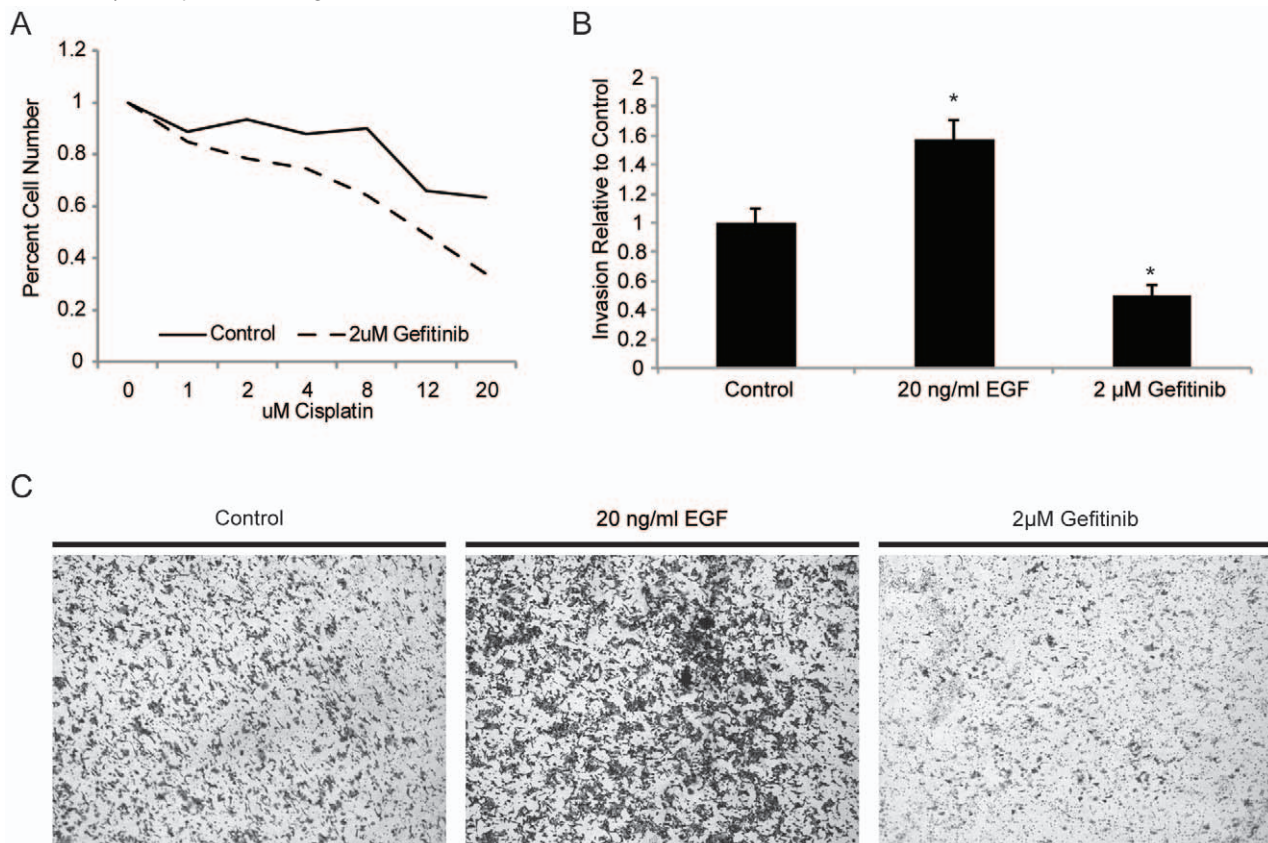 A
1.2
1
0.8
0.6
0.4
0.2
0
Percent Cell Number
Control
2uM Gefitinib
0 1 2 4 8 12 20
uM Cisplatin
B
2
1.8
1.6
1.4
1.2
1
0.8
0.6
0.4
0.2
0
Invasion Relative to Control
*
*
Control 20 ng/ml EGF 2 µM Gefitinib
C
Control 20 ng/ml EGF 2µM Gefitinib